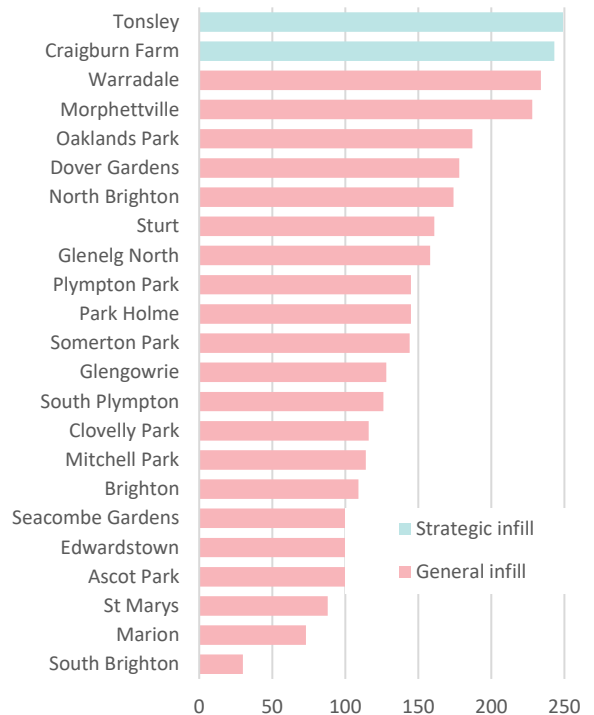 Tonsley
Craigburn Farm
Warradale
Morphettville
Oaklands Park
Dover Gardens
North Brighton
Sturt
Glenelg North
Plympton Park
Park Holme
Somerton Park
Glengowrie
South Plympton
Clovelly Park
Mitchell Park
Brighton
Seacombe Gardens
Edwardstown
Ascot Park
St Marys
Marion
South Brighton
Strategic infill
General infill
0 50 100 150 200 250